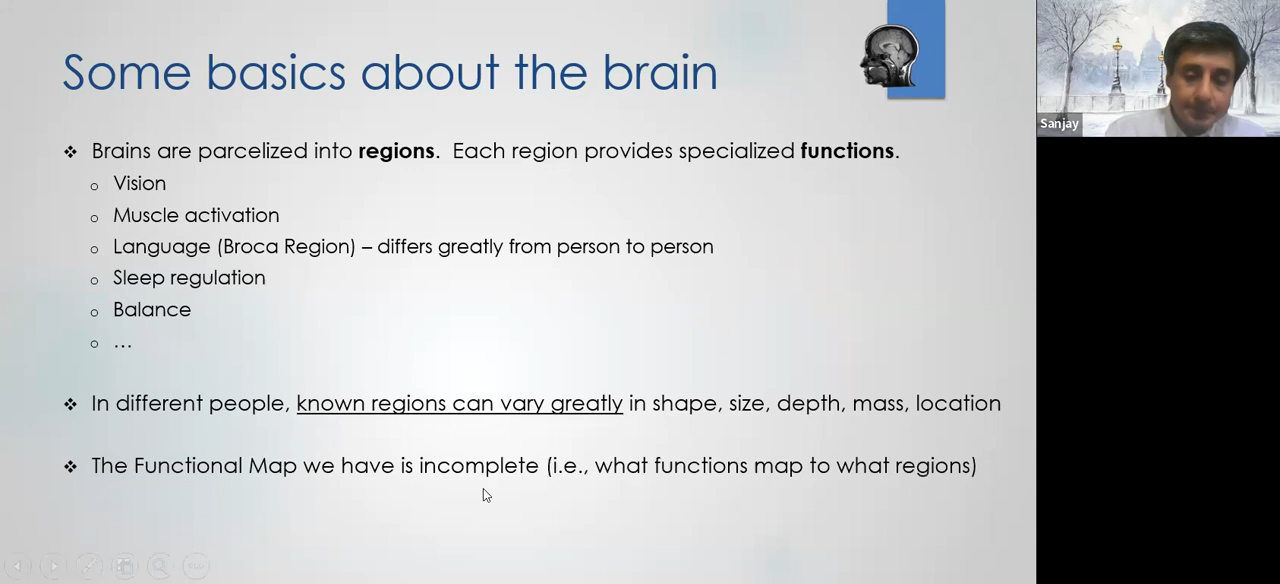 Some basics about the brain
Sanjay
❖ Brains are parcelized into regions. Each region provides specialized functions.
o Vision
o Muscle activation
o Language (Broca Region) – differs greatly from person to person
o Sleep regulation
o Balance
o ...
❖ In different people, known regions can vary greatly in shape, size, depth, mass, location
❖ The Functional Map we have is incomplete (i.e., what functions map to what regions)